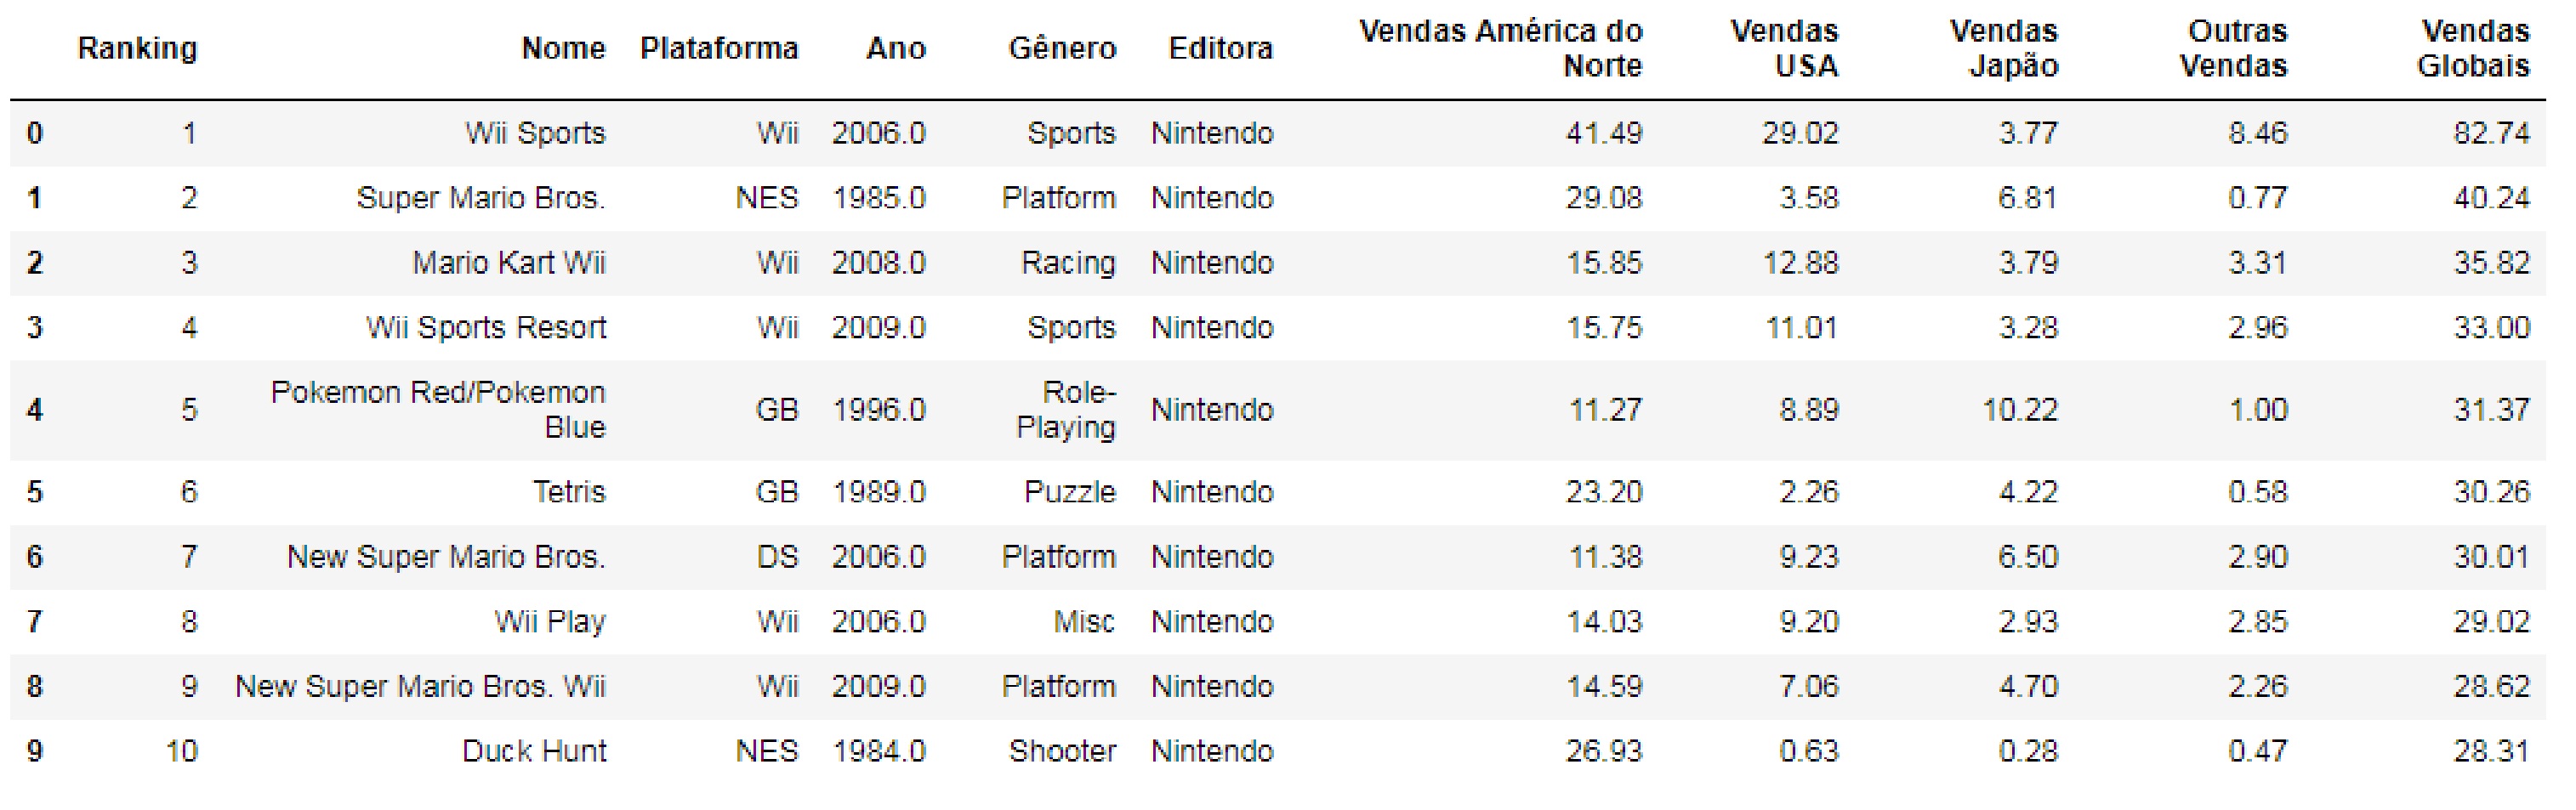 Ranking Nome Plataforma Ano Gênero Editora Vendas América do Norte Vendas USA Vendas Japão Outras Vendas Vendas Globais
0 1 Wii Sports Wii 2006.0 Sports Nintendo 41.49 29.02 3.77 8.46 82.74
1 2 Super Mario Bros. NES 1985.0 Platform Nintendo 29.08 3.58 6.81 0.77 40.24
2 3 Mario Kart Wii Wii 2008.0 Racing Nintendo 15.85 12.88 3.79 3.31 35.82
3 4 Wii Sports Resort Wii 2009.0 Sports Nintendo 15.75 11.01 3.28 2.96 33.00
4 5 Pokemon Red/Pokemon Blue GB 1996.0 Role-Playing Nintendo 11.27 8.89 10.22 1.00 31.37
5 6 Tetris GB 1989.0 Puzzle Nintendo 23.20 2.26 4.22 0.58 30.26
6 7 New Super Mario Bros. DS 2006.0 Platform Nintendo 11.38 9.23 6.50 2.90 30.01
7 8 Wii Play Wii 2006.0 Misc Nintendo 14.03 9.20 2.93 2.85 29.02
8 9 New Super Mario Bros. Wii Wii 2009.0 Platform Nintendo 14.59 7.06 4.70 2.26 28.62
9 10 Duck Hunt NES 1984.0 Shooter Nintendo 26.93 0.63 0.28 0.47 28.31